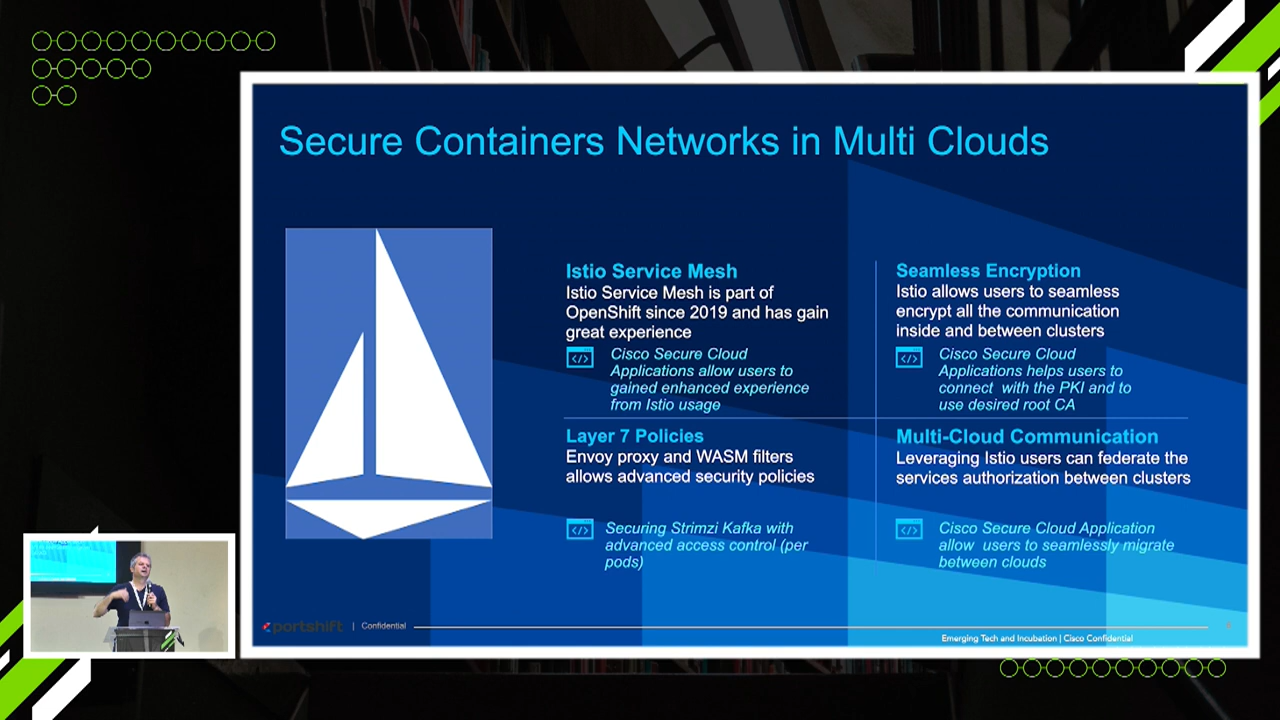 Secure Containers Networks in Multi Clouds
Istio Service Mesh
Istio Service Mesh is part of
OpenShift since 2019 and has gain
great experience
Cisco Secure Cloud
Applications allow users to
gained enhanced experience
from Istio usage
Seamless Encryption
Istio allows users to seamless
encrypt all the communication
inside and between clusters
Cisco Secure Cloud
Applications helps users to
connect with the PKI and to
use desired root CA
Layer 7 Policies
Envoy proxy and WASM filters
allows advanced security policies
Securing Strimzi Kafka with
advanced access control (per
pods)
Multi-Cloud Communication
Leveraging Istio users can federate the
services authorization between clusters
Cisco Secure Cloud Application
allow users to seamlessly migrate
between clouds
portshift | Confidential
Emerging Tech and Incubation | Cisco Confidential